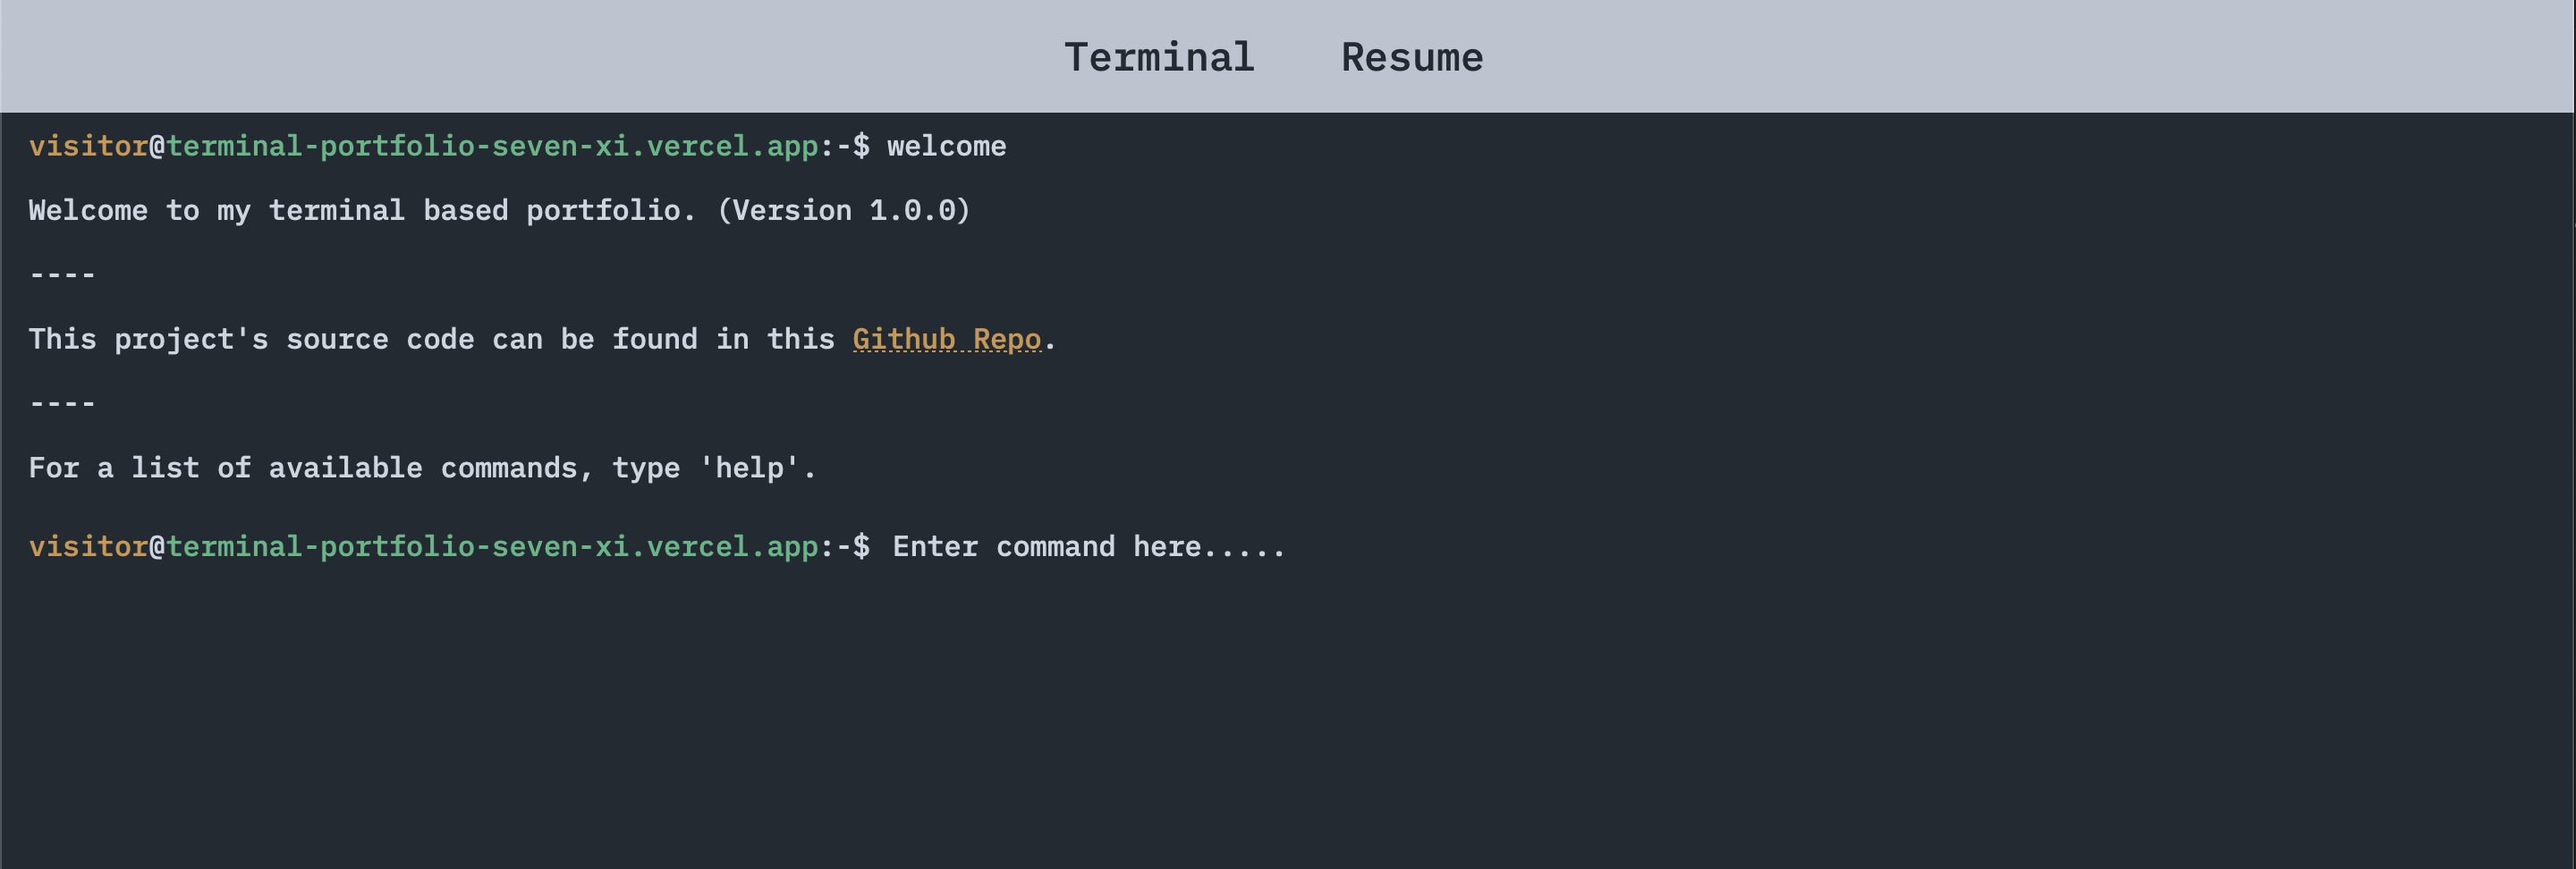 Terminal Resume
visitor@terminal-portfolio-seven-xi.vercel.app:-$ welcome
Welcome to my terminal based portfolio. (Version 1.0.0)
----
This project's source code can be found in this Github Repo.
----
For a list of available commands, type 'help'.
visitor@terminal-portfolio-seven-xi.vercel.app:-$ Enter command here.....